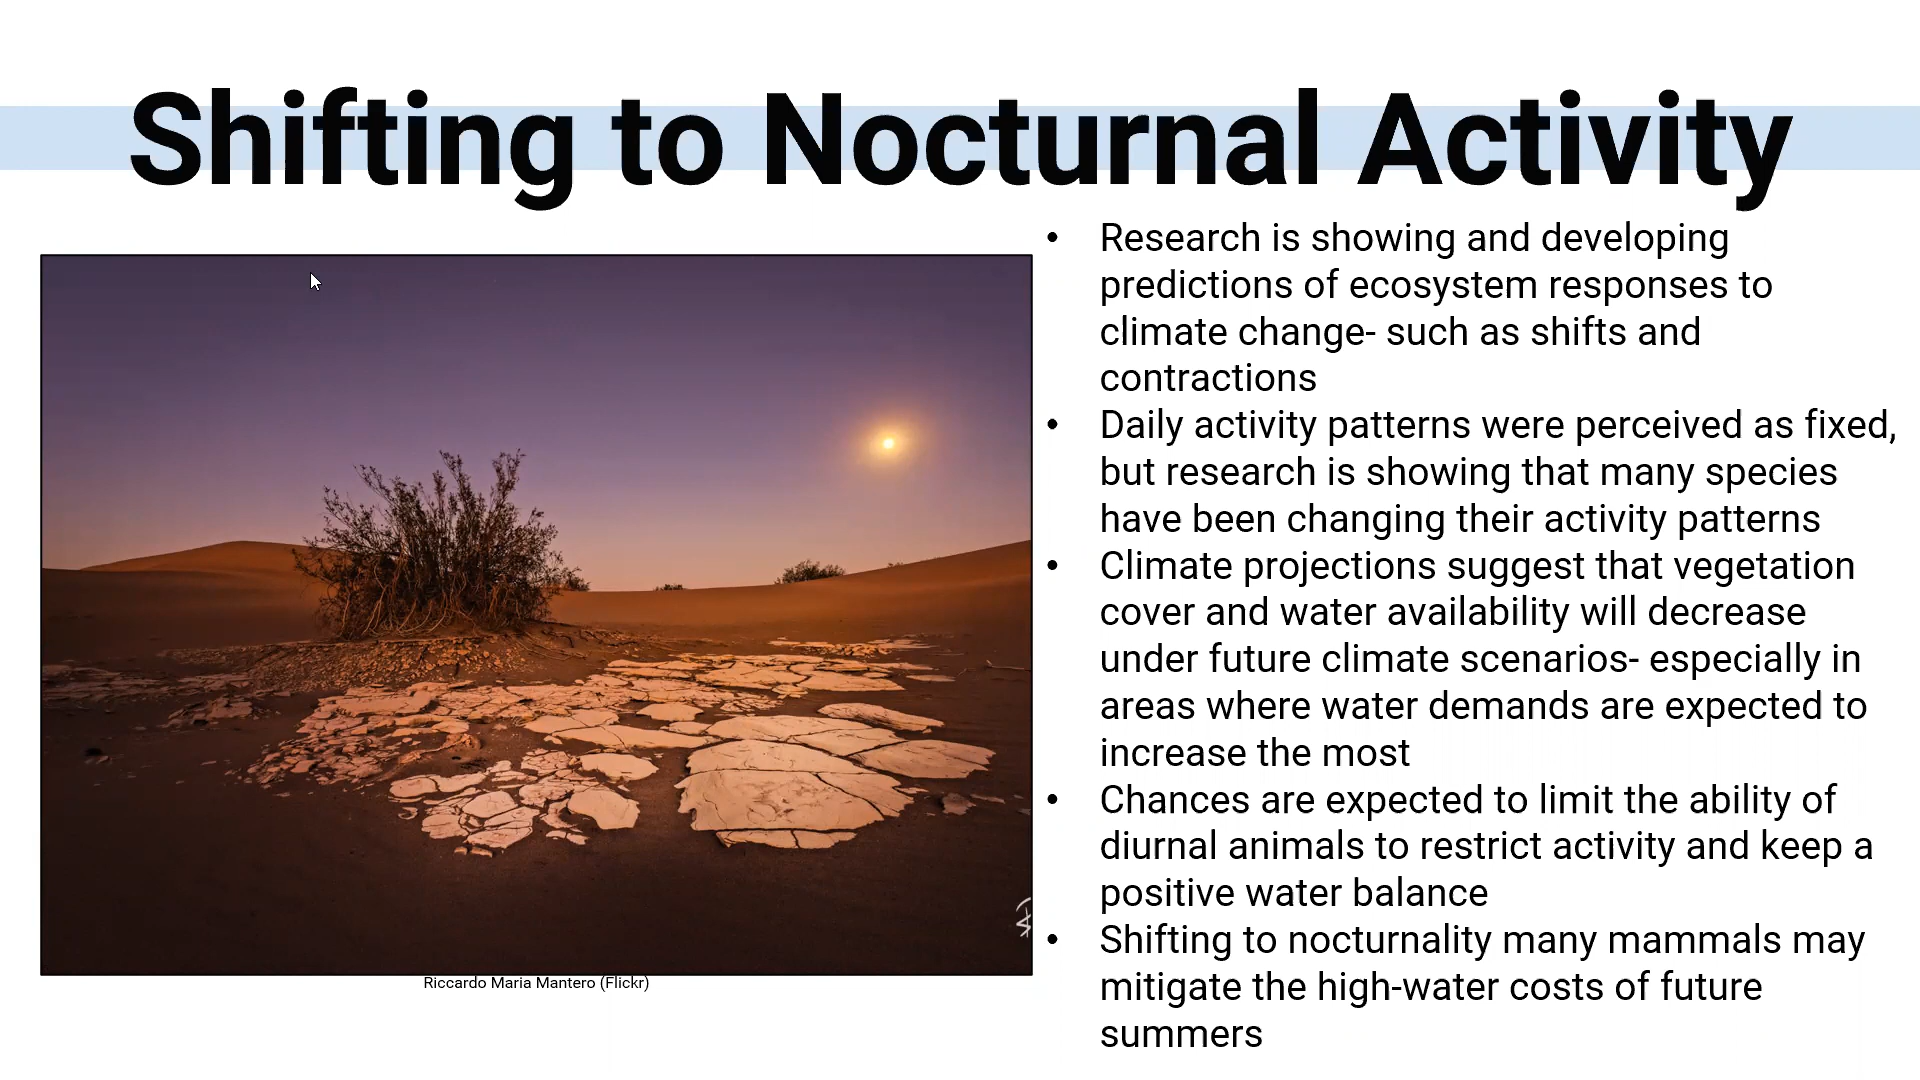 Shifting to Nocturnal Activity
• Research is showing and developing
predictions of ecosystem responses to
climate change- such as shifts and
contractions
• Daily activity patterns were perceived as fixed,
but research is showing that many species
have been changing their activity patterns
• Climate projections suggest that vegetation
cover and water availability will decrease
under future climate scenarios- especially in
areas where water demands are expected to
increase the most
• Chances are expected to limit the ability of
diurnal animals to restrict activity and keep a
positive water balance
• Shifting to nocturnality many mammals may
mitigate the high-water costs of future
summers
Riccardo Maria Mantero (Flickr)